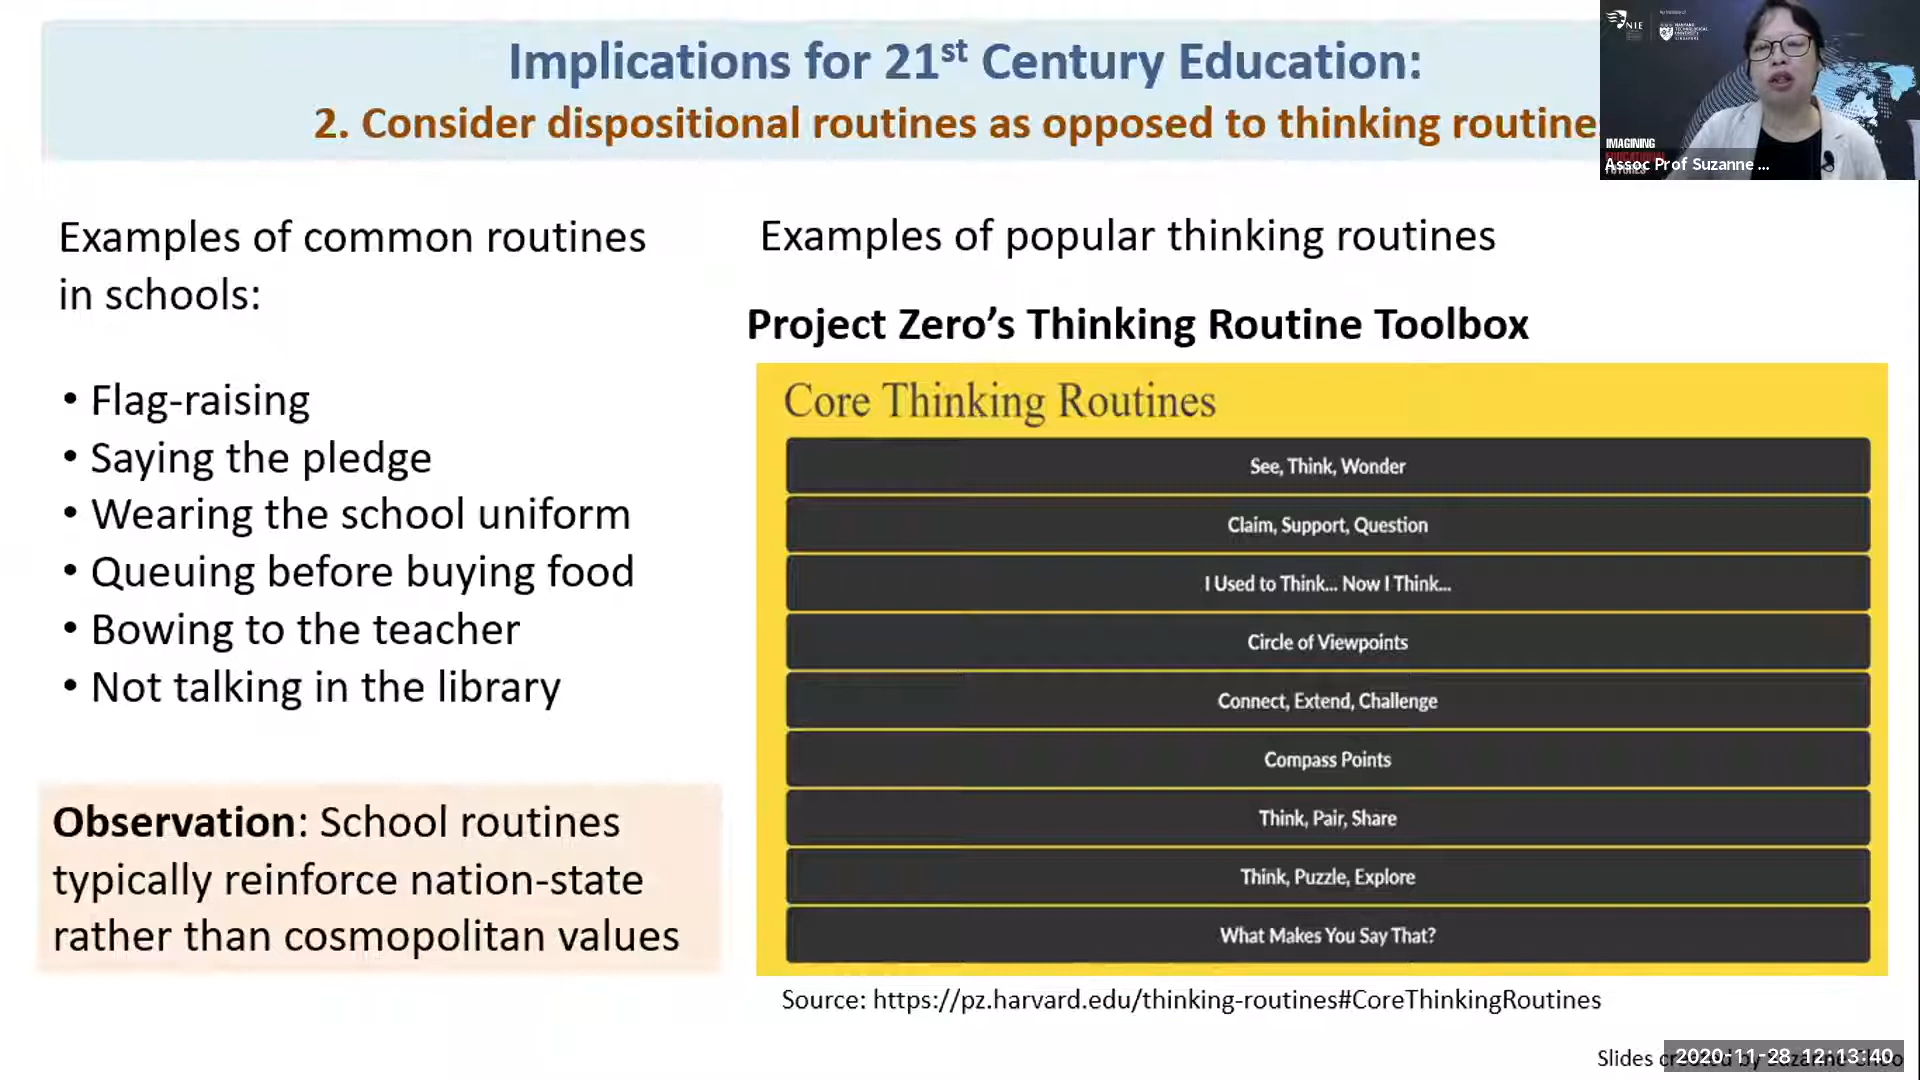 Implications for 21st Century Education:
2. Consider dispositional routines as opposed to thinking routine
NIE
IMAGINING
Assoc Prof Suzanne ...
Examples of common routines
in schools:
• Flag-raising
• Saying the pledge
• Wearing the school uniform
• Queuing before buying food
• Bowing to the teacher
• Not talking in the library
Observation: School routines
typically reinforce nation-state
rather than cosmopolitan values
Examples of popular thinking routines
Project Zero’s Thinking Routine Toolbox
Core Thinking Routines
See, Think, Wonder
Claim, Support, Question
I Used to Think... Now I Think...
Circle of Viewpoints
Connect, Extend, Challenge
Compass Points
Think, Pair, Share
Think, Puzzle, Explore
What Makes You Say That?
Source: https://pz.harvard.edu/thinking-routines#CoreThinkingRoutines
Slides
2020-11-28 12:13:40